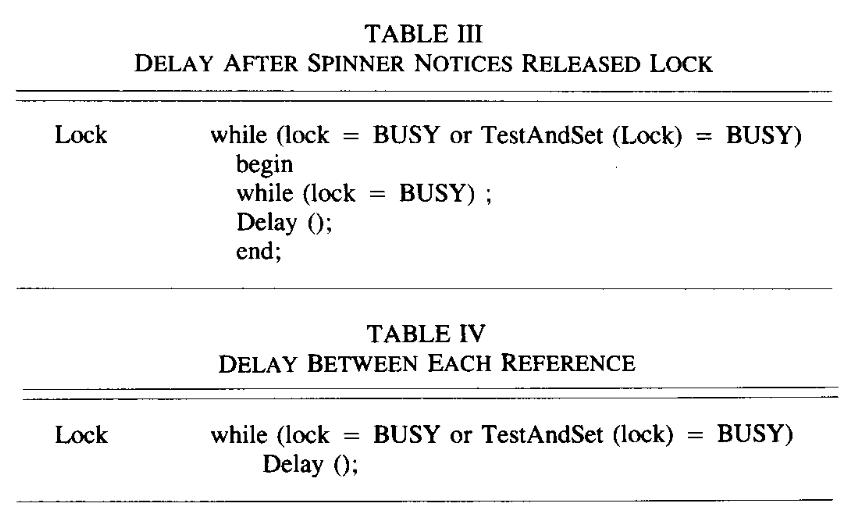 TABLE III
DELAY AFTER SPINNER NOTICES RELEASED LOCK
Lock while (lock = BUSY or TestAndSet (Lock) = BUSY)
begin
while (lock = BUSY) ;
Delay ();
end;
TABLE IV
DELAY BETWEEN EACH REFERENCE
Lock while (lock = BUSY or TestAndSet (lock) = BUSY)
Delay ();